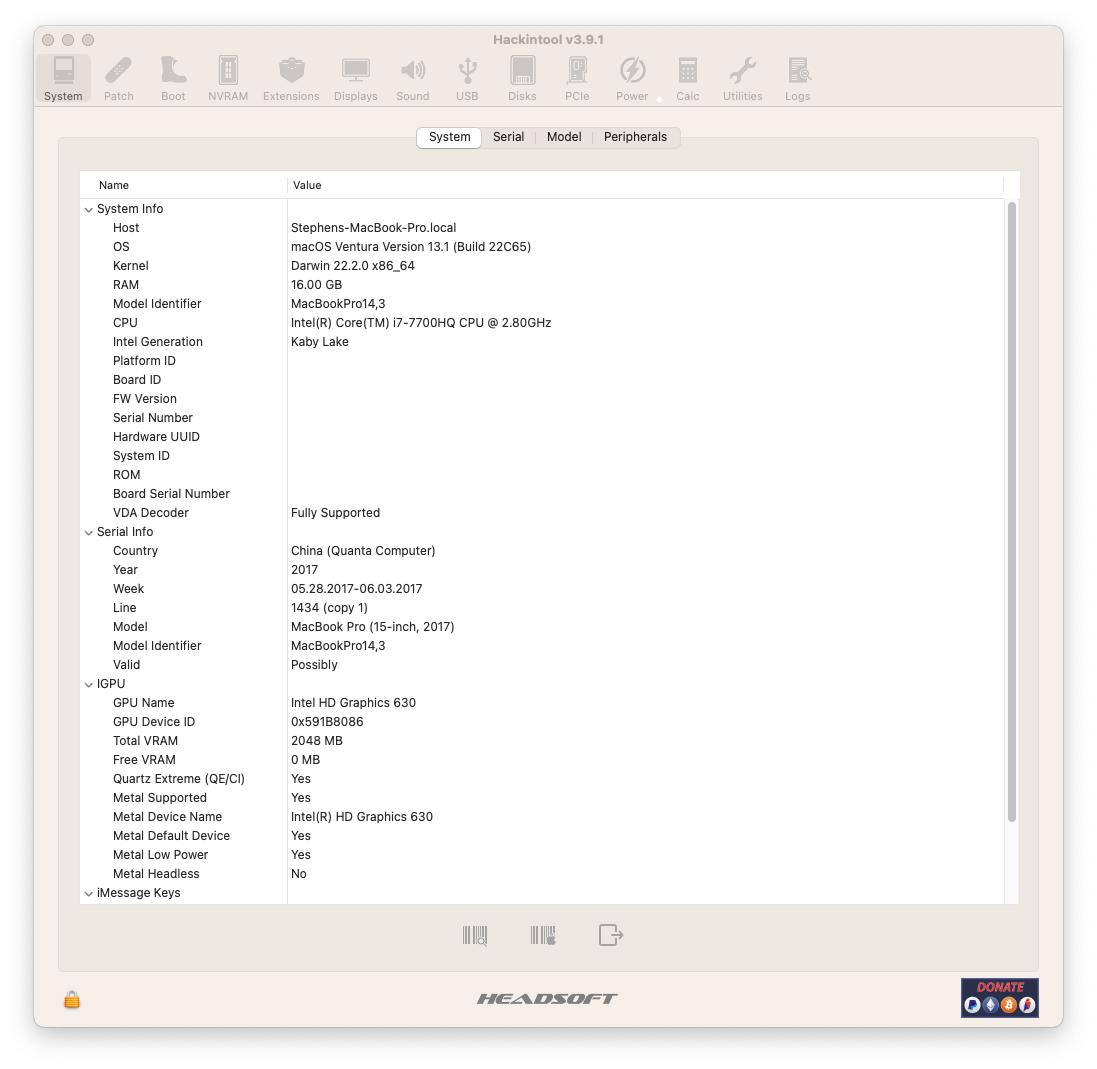 Hackintool v3.9.1
System Patch Boot NVRAM Extensions Displays Sound USB Disks PCIe Power Calc Utilities Logs
System Serial Model Peripherals
Name Value
System Info
Host Stephens-MacBook-Pro.local
OS macOS Ventura Version 13.1 (Build 22C65)
Kernel Darwin 22.2.0 x86_64
RAM 16.00 GB
Model Identifier MacBookPro14,3
CPU Intel(R) Core(TM) i7-7700HQ CPU @ 2.80GHz
Intel Generation Kaby Lake
Platform ID
Board ID
FW Version
Serial Number
Hardware UUID
System ID
ROM
Board Serial Number
VDA Decoder Fully Supported
Serial Info
Country China (Quanta Computer)
Year 2017
Week 05.28.2017-06.03.2017
Line 1434 (copy 1)
Model MacBook Pro (15-inch, 2017)
Model Identifier MacBookPro14,3
Valid Possibly
IGPU
GPU Name Intel HD Graphics 630
GPU Device ID 0x591B8086
Total VRAM 2048 MB
Free VRAM 0 MB
Quartz Extreme (QE/CI) Yes
Metal Supported Yes
Metal Device Name Intel(R) HD Graphics 630
Metal Default Device Yes
Metal Low Power Yes
Metal Headless No
iMessage Keys
HEADSOFT
DONATE